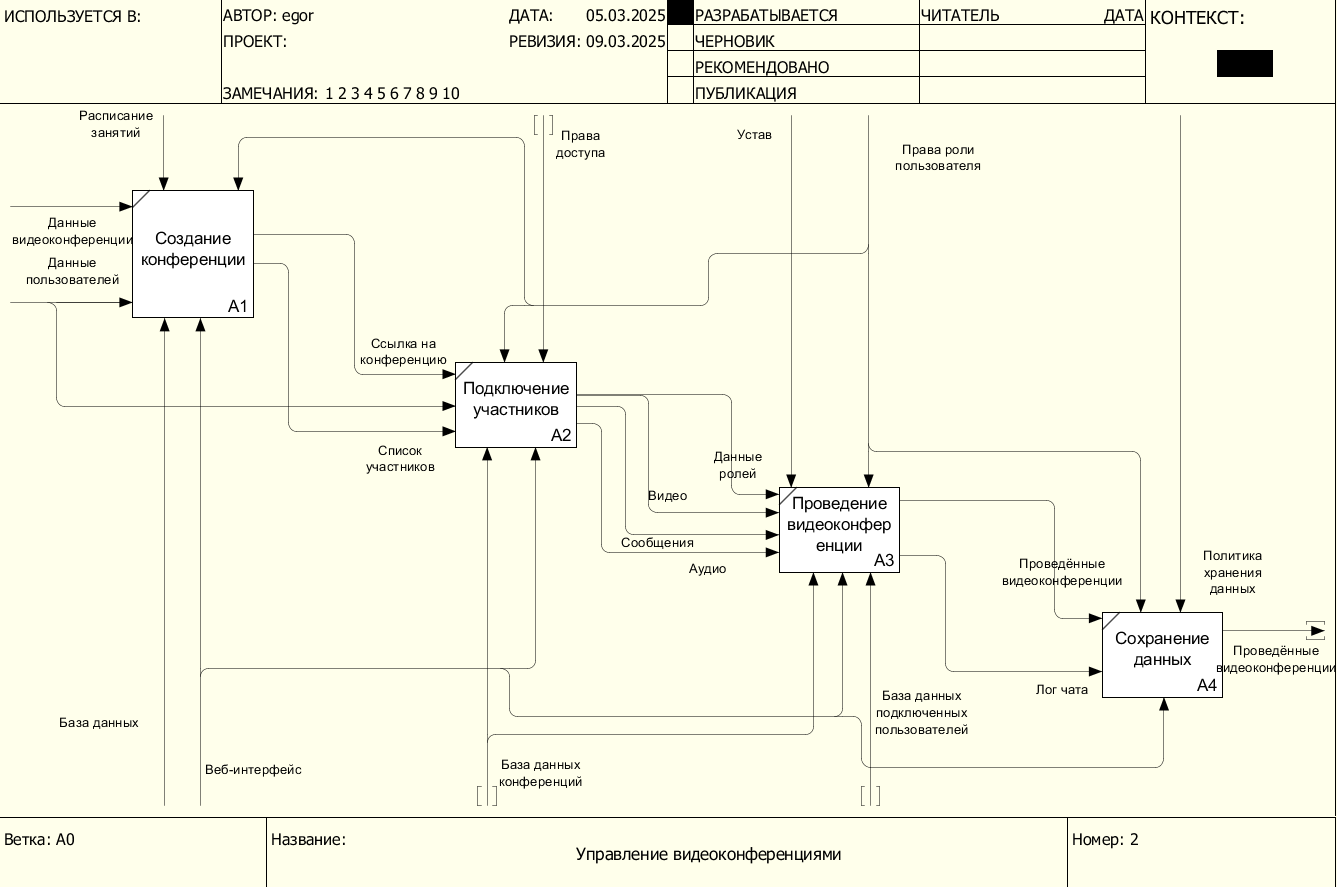 ИСПОЛЬЗУЕТСЯ В:
АВТОР: egor
ДАТА: 05.03.2025
РАЗРАБАТЫВАЕТСЯ
ЧИТАТЕЛЬ
ДАТА
КОНТЕКСТ:
ПРОЕКТ:
РЕВИЗИЯ: 09.03.2025
ЧЕРНОВИК
РЕКОМЕНДОВАНО
ЗАМЕЧАНИЯ: 1 2 3 4 5 6 7 8 9 10
ПУБЛИКАЦИЯ
Расписание
занятий
Права
доступа
Устав
Права роли
пользователя
Данные
видеоконференции
Данные
пользователей
Создание
конференции
A1
Ссылка на
конференцию
Подключение
участников
A2
Список
участников
Данные
ролей
Видео
Сообщения
Аудио
Проведение
видеоконфер
енции
A3
Проведённые
видеоконференции
Политика
хранения
данных
Сохранение
данных
A4
Проведённые
видеоконференции
Лог чата
База данных
подключенных
пользователей
База данных
Веб-интерфейс
База данных
конференций
Ветка: A0
Название:
Управление видеоконференциями
Номер: 2